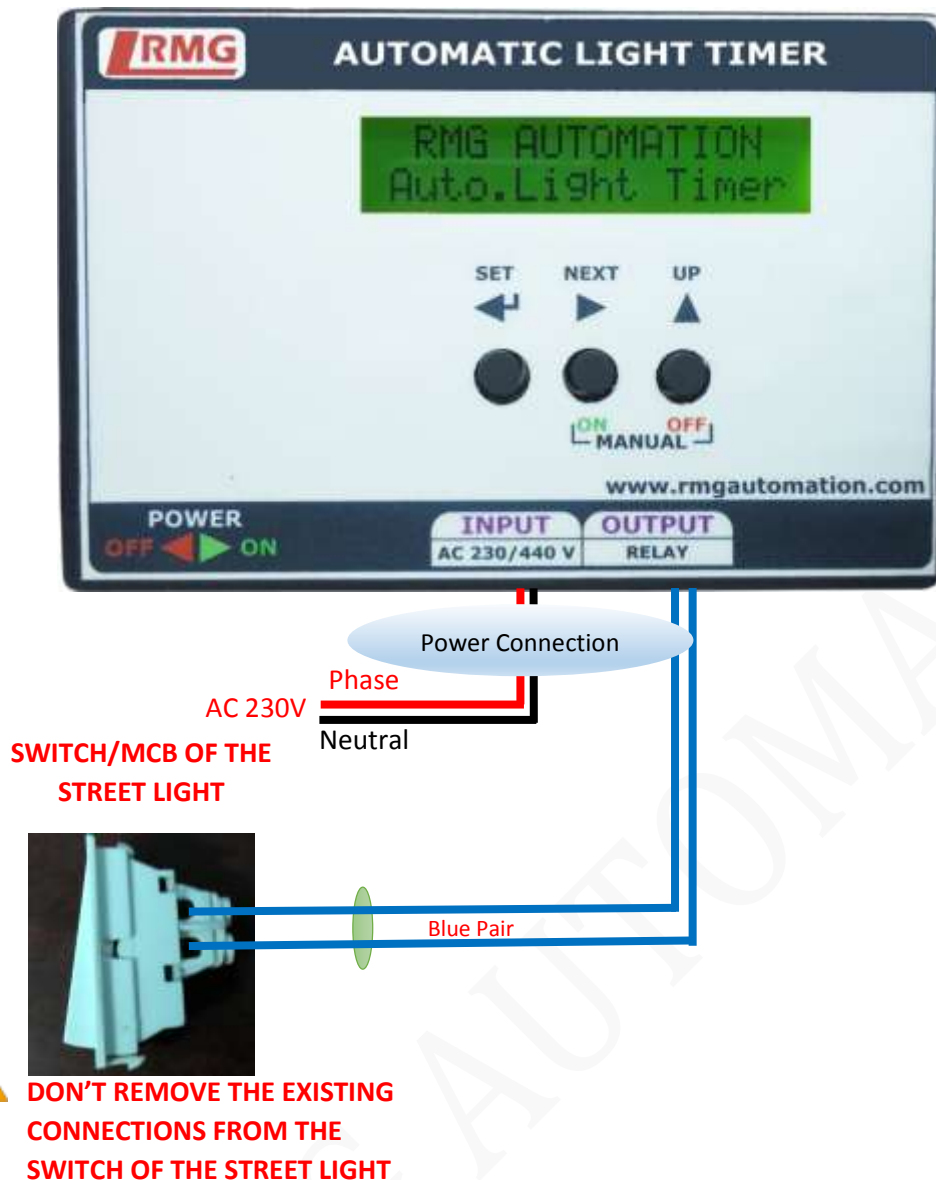 RMG
AUTOMATIC LIGHT TIMER
RMG AUTOMATION
Auto.Light Timer
SET NEXT UP
ON OFF
MANUAL
www.rmgautomation.com
POWER
OFF ON
INPUT OUTPUT
AC 230/440 V RELAY
Power Connection
Phase
AC 230V
Neutral
SWITCH/MCB OF THE
STREET LIGHT
Blue Pair
DON’T REMOVE THE EXISTING
CONNECTIONS FROM THE
SWITCH OF THE STREET LIGHT